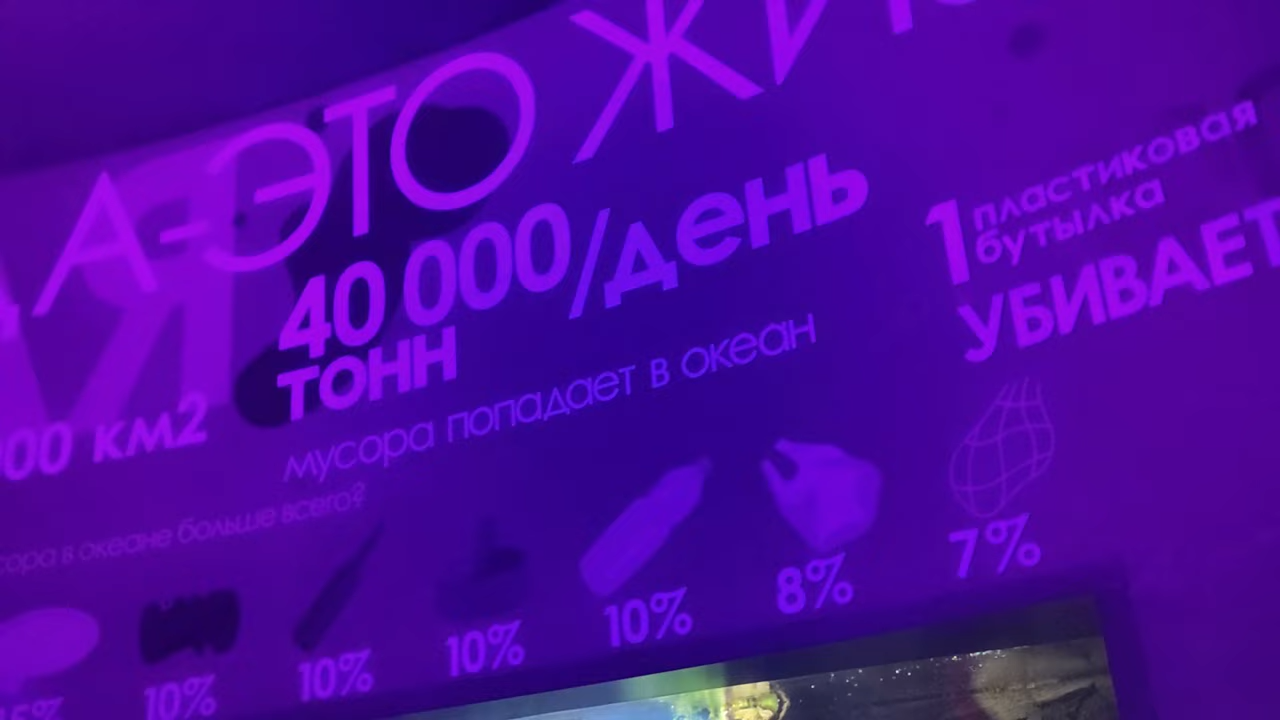 А-ЭТО ЖИ
40 000/день
тонн
мусора попадает в океан
1 пластиковая
бутылка
УБИВАЕТ
00 км2
сора в океане больше всего?
5%
10%
10%
10%
10%
8%
7%